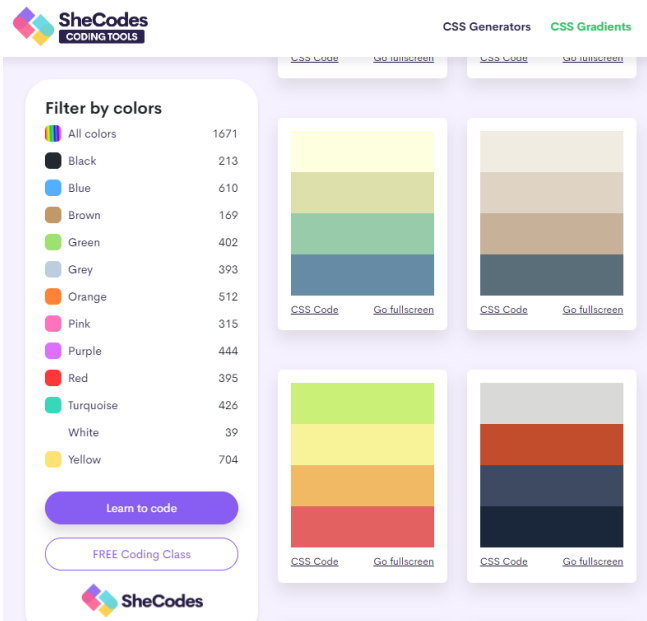 SheCodes
CODING TOOLS
CSS Generators
CSS Gradients
CSS Code
Go fullscreen
CSS Code
Go fullscreen
Filter by colors
All colors 1671
Black 213
Blue 610
Brown 169
Green 402
Grey 393
Orange 512
Pink 315
Purple 444
Red 395
Turquoise 426
White 39
Yellow 704
Learn to code
FREE Coding Class
SheCodes
CSS Code
Go fullscreen
CSS Code
Go fullscreen
CSS Code
Go fullscreen
CSS Code
Go fullscreen